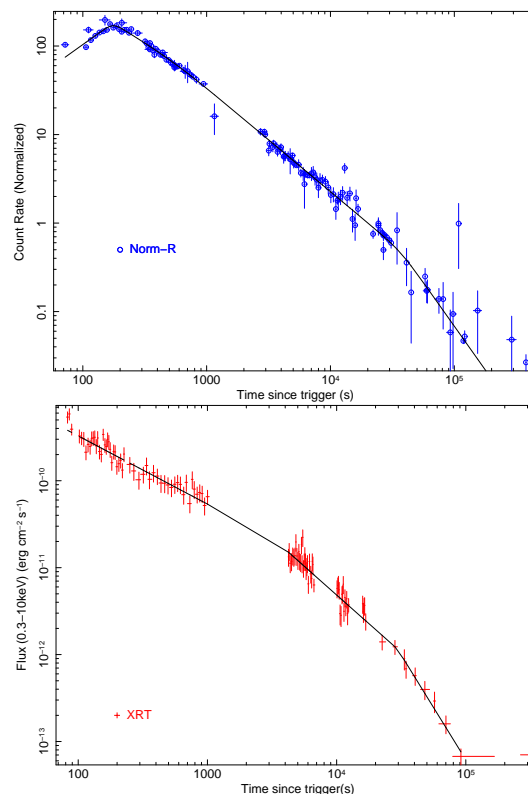 Count Rate (Normalized)
100
10
1
0.1
Norm-R
100
1000
10⁴
10⁵
Time since trigger (s)
Flux (0.3-10keV) (erg cm⁻² s⁻¹)
10⁻¹⁰
10⁻¹¹
10⁻¹²
10⁻¹³
XRT
100
1000
10⁴
10⁵
Time since trigger(s)